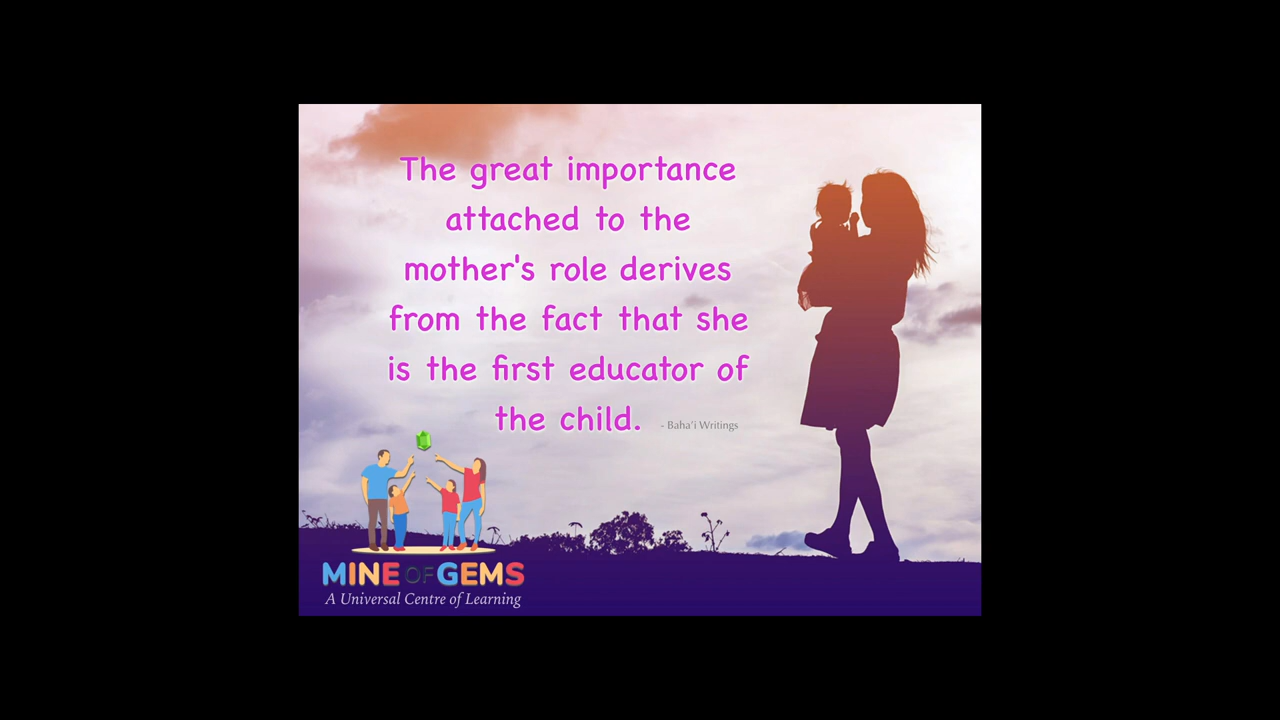 The great importance
attached to the
mother's role derives
from the fact that she
is the first educator of
the child. - Baha'i Writings
MINE OF GEMS
A Universal Centre of Learning